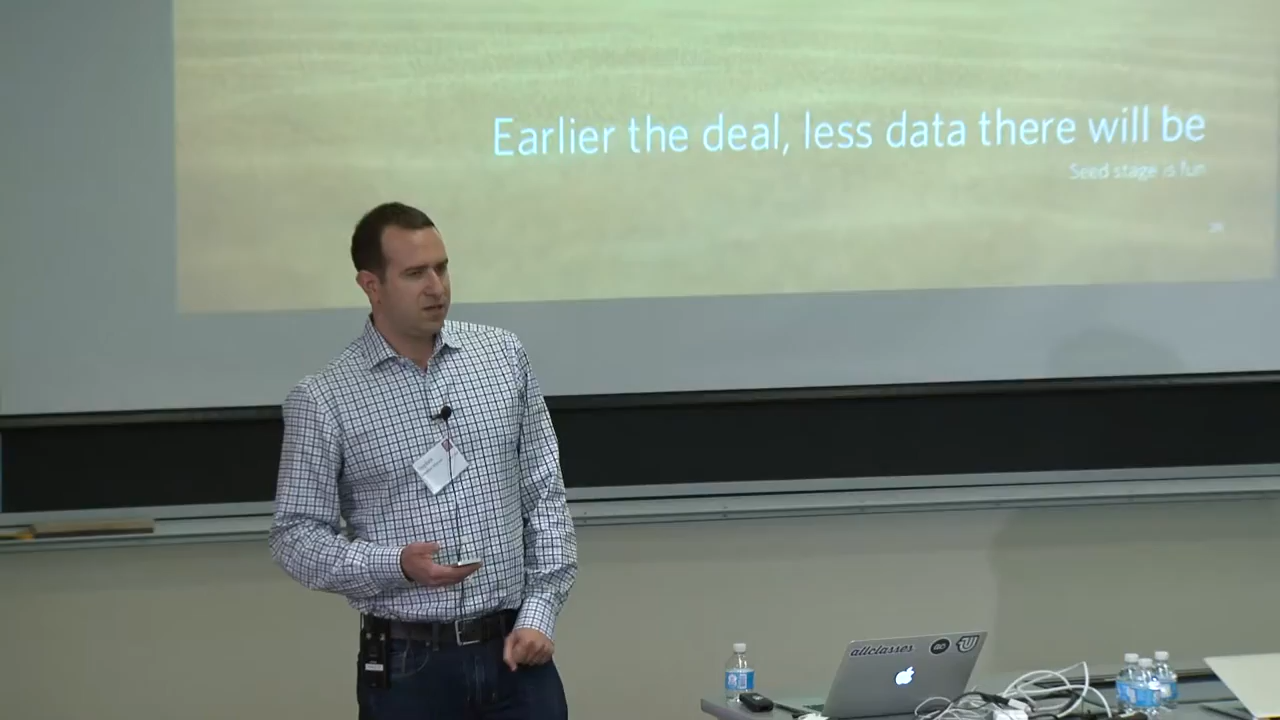 Earlier the deal, less data there will be
Seed stage is fun
allclasses